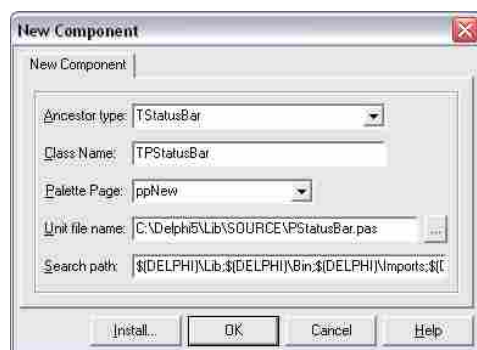 New Component
New Component
Ancestor type: TStatusBar
Class Name: TPStatusBar
Palette Page: ppNew
Unit file name: C:\Delphi5\Lib\SOURCE\PStatusBar.pas ...
Search path: $(DELPHI)\Lib;$(DELPHI)\Bin;$(DELPHI)\Imports;$(D
Install... OK Cancel Help